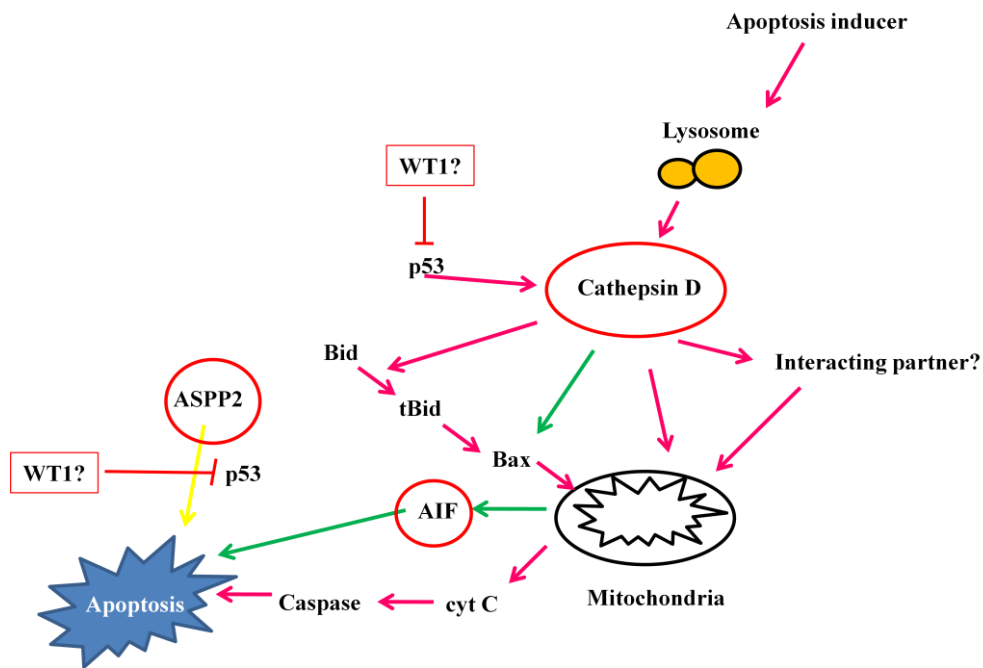 Apoptosis inducer
Lysosome
WT1?
p53
Cathepsin D
Bid
Interacting partner?
ASPP2
tBid
Bax
WT1?
p53
AIF
Mitochondria
Apoptosis
Caspase
cyt C